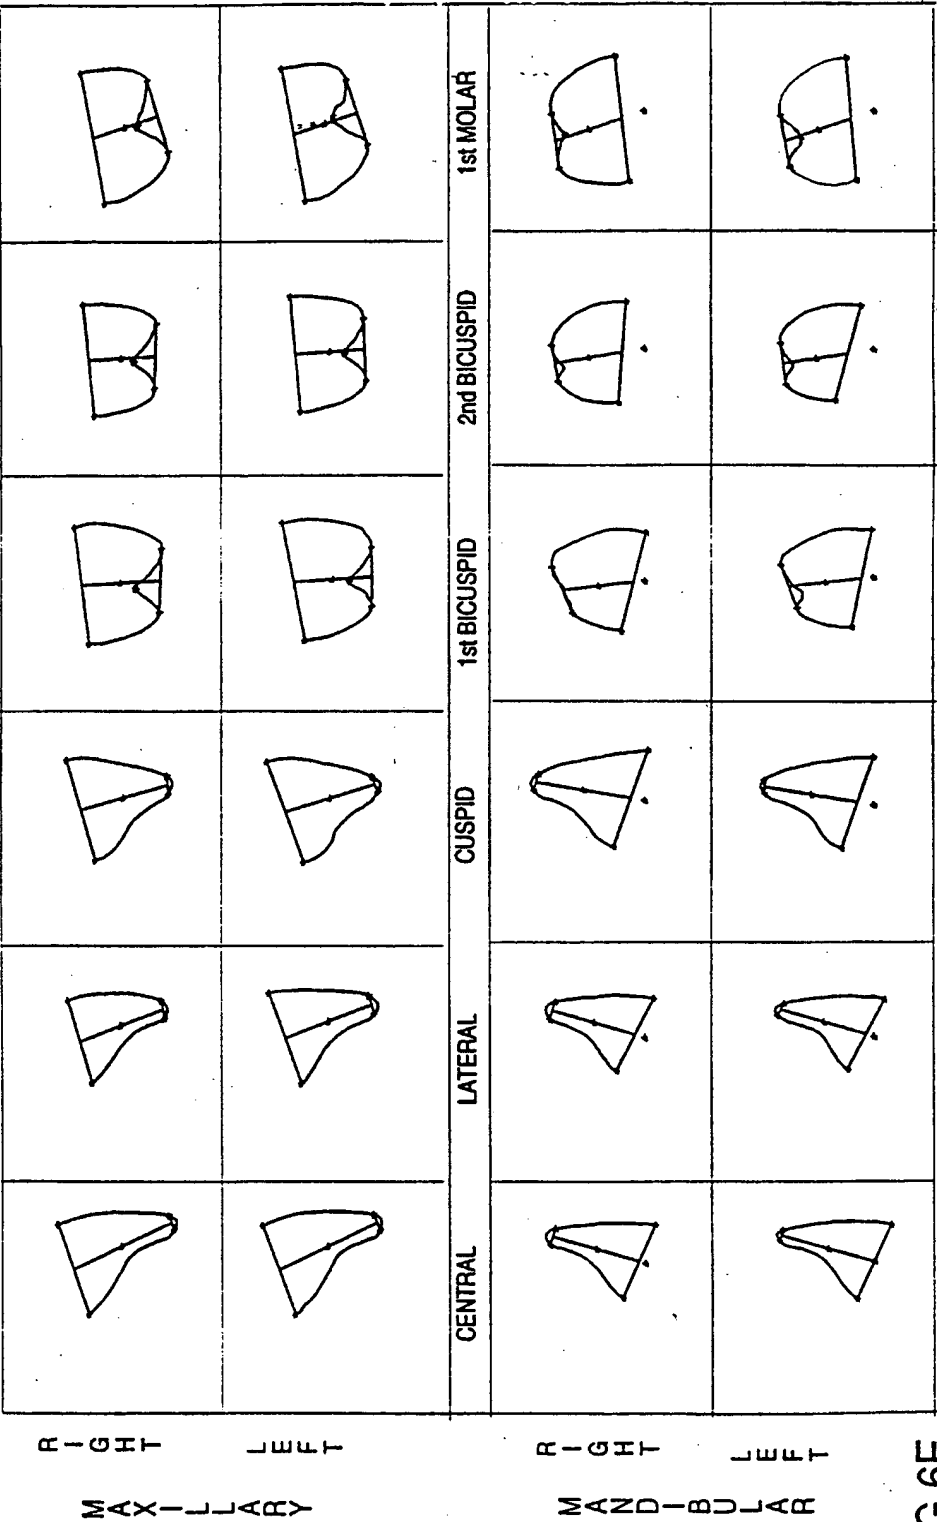 MAXILLARY
RIGHT
LEFT
CENTRAL LATERAL CUSPID 1st BICUSPID 2nd BICUSPID 1st MOLAR
MANDIBULAR
RIGHT
LEFT